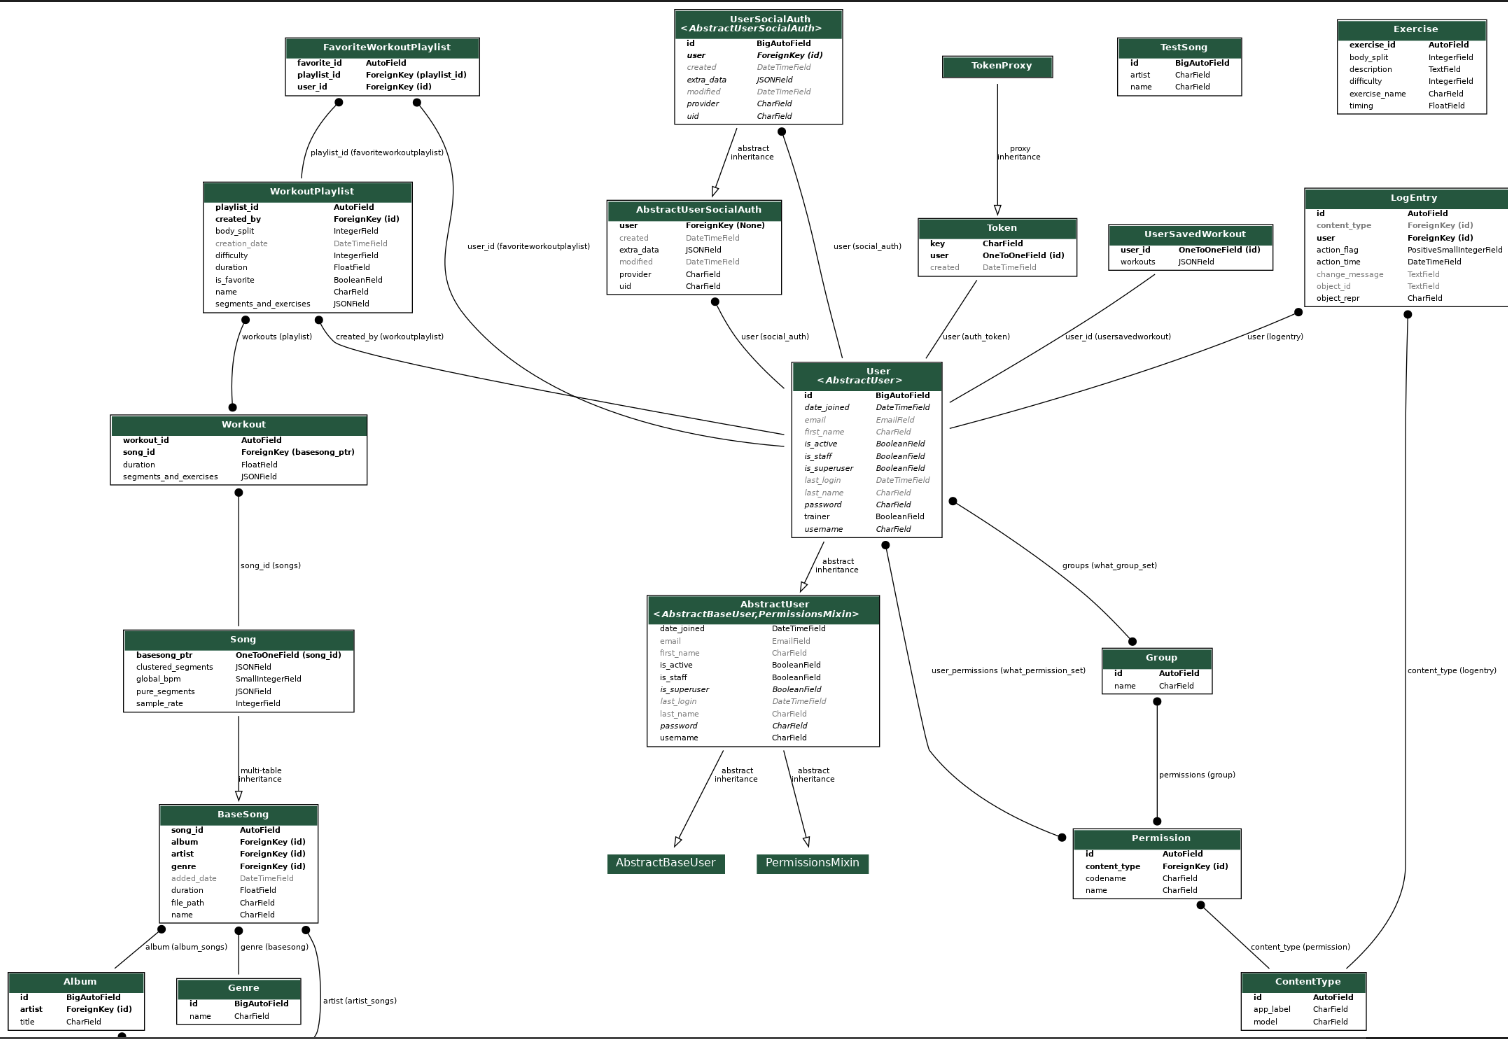 FavoriteWorkoutPlaylist
favorite_id AutoField
playlist_id ForeignKey (playlist_id)
user_id ForeignKey (id)
UserSocialAuth
<AbstractUserSocialAuth>
id BigAutoField
user ForeignKey (id)
created DateTimeField
extra_data JSONField
modified DateTimeField
provider CharField
uid CharField
TokenProxy
TestSong
id BigAutoField
artist CharField
name CharField
Exercise
exercise_id AutoField
body_split IntegerField
description TextField
difficulty IntegerField
exercise_name CharField
timing FloatField
playlist_id (favoriteworkoutplaylist)
abstract
inheritance
proxy
inheritance
WorkoutPlaylist
playlist_id AutoField
created_by ForeignKey (id)
body_split IntegerField
creation_date DateTimeField
difficulty IntegerField
duration FloatField
is_favorite BooleanField
name CharField
segments_and_exercises JSONField
user_id (favoriteworkoutplaylist)
AbstractUserSocialAuth
user ForeignKey (None)
created DateTimeField
extra_data JSONField
modified DateTimeField
provider CharField
uid CharField
user (social_auth)
Token
key CharField
user OneToOneField (id)
created DateTimeField
UserSavedWorkout
user_id OneToOneField (id)
workouts JSONField
LogEntry
id AutoField
content_type ForeignKey (id)
user ForeignKey (id)
action_flag PositiveSmallIntegerField
action_time DateTimeField
change_message TextField
object_id TextField
object_repr CharField
workouts (playlist)
created_by (workoutplaylist)
user (social_auth)
user (auth_token)
user_id (usersavedworkout)
user (logentry)
User
<AbstractUser>
id BigAutoField
date_joined DateTimeField
email EmailField
first_name CharField
is_active BooleanField
is_staff BooleanField
is_superuser BooleanField
last_login DateTimeField
last_name CharField
password CharField
trainer BooleanField
username CharField
Workout
workout_id AutoField
song_id ForeignKey (basesong_ptr)
duration FloatField
segments_and_exercises JSONField
song_id (songs)
abstract
inheritance
groups (what_group_set)
AbstractUser
<AbstractBaseUser,PermissionsMixin>
date_joined DateTimeField
email EmailField
first_name CharField
is_active BooleanField
is_staff BooleanField
is_superuser BooleanField
last_login DateTimeField
last_name CharField
password CharField
username CharField
Song
basesong_ptr OneToOneField (song_id)
clustered_segments JSONField
global_bpm SmallIntegerField
pure_segments JSONField
sample_rate IntegerField
user_permissions (what_permission_set)
Group
id AutoField
name CharField
content_type (logentry)
multi-table
inheritance
abstract
inheritance
abstract
inheritance
permissions (group)
BaseSong
song_id AutoField
album ForeignKey (id)
artist ForeignKey (id)
genre ForeignKey (id)
added_date DateTimeField
duration FloatField
file_path CharField
name CharField
AbstractBaseUser
PermissionsMixin
Permission
id AutoField
content_type ForeignKey (id)
codename CharField
name CharField
album (album_songs)
genre (basesong)
content_type (permission)
Album
id BigAutoField
artist ForeignKey (id)
title CharField
Genre
id BigAutoField
name CharField
artist (artist_songs)
ContentType
id AutoField
app_label CharField
model CharField